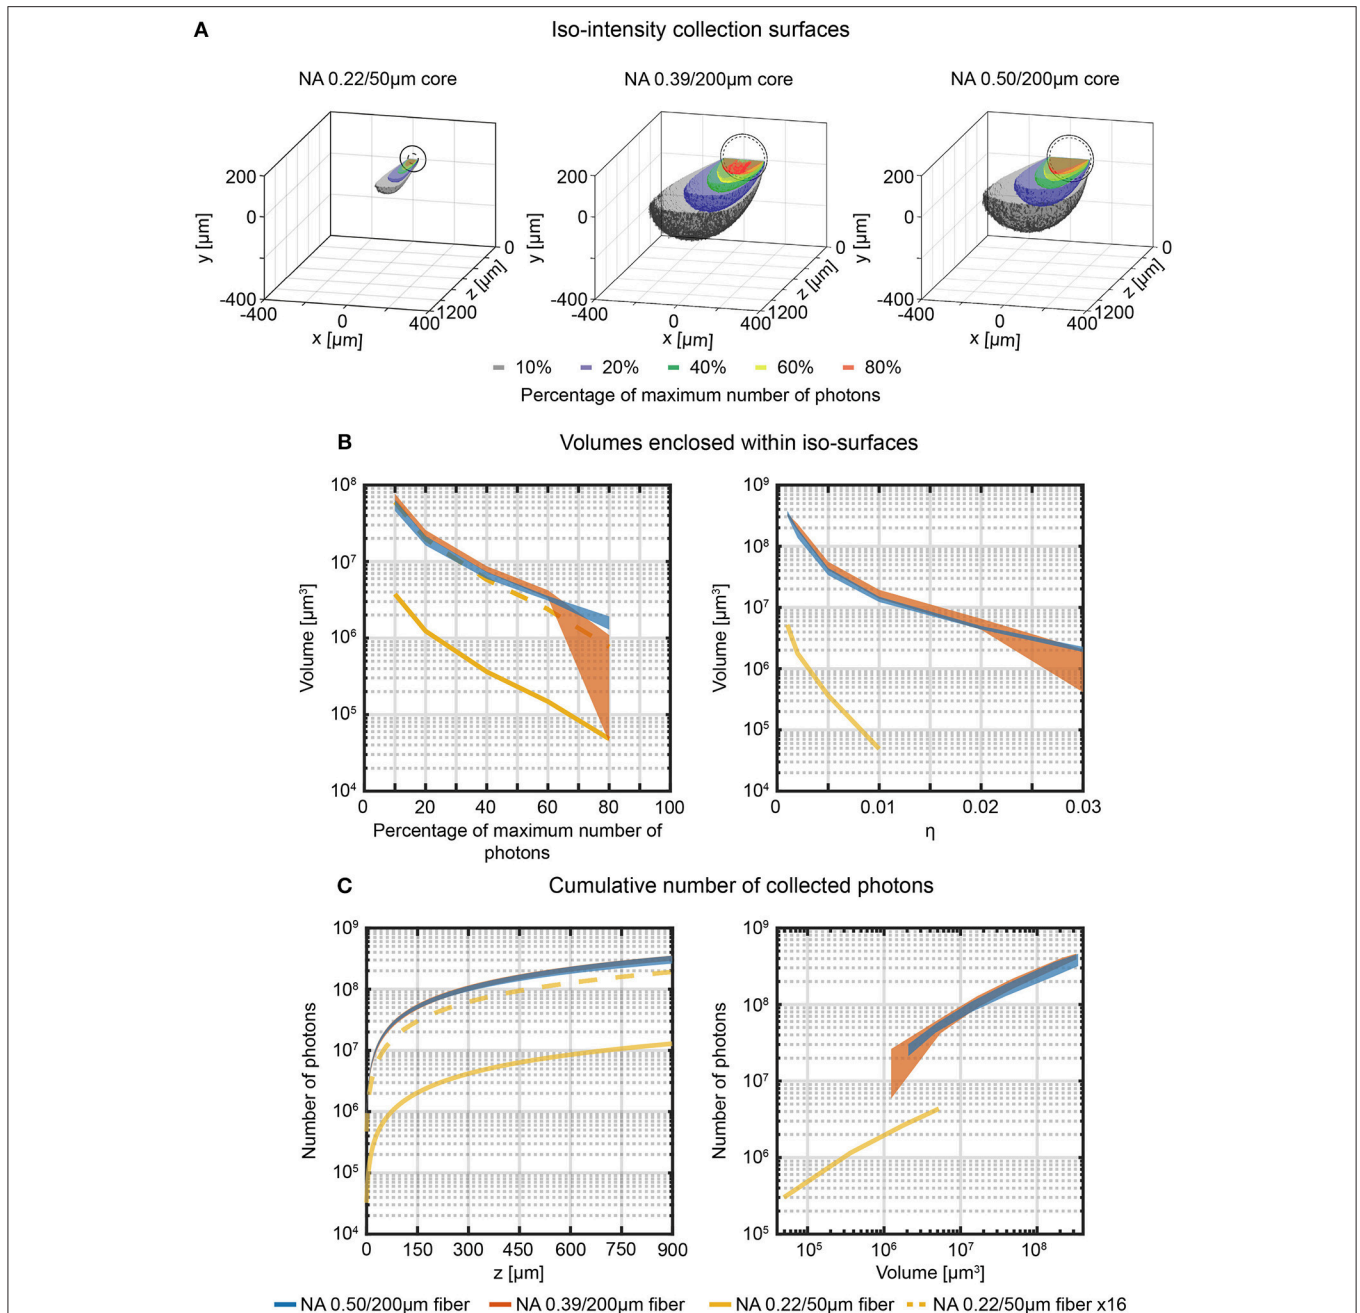 A
Iso-intensity collection surfaces
NA 0.22/50µm core
NA 0.39/200µm core
NA 0.50/200µm core
200
0
-400
y [µm]
-400
0
400
x [µm]
1200
z [µm]
0
200
0
-400
y [µm]
-400
0
400
x [µm]
1200
z [µm]
0
200
0
-400
y [µm]
-400
0
400
x [µm]
1200
z [µm]
0
10% 20% 40% 60% 80%
Percentage of maximum number of photons
B
Volumes enclosed within iso-surfaces
10⁸
10⁷
10⁶
10⁵
10⁴
Volume [µm³]
0 20 40 60 80 100
Percentage of maximum number of
photons
10⁹
10⁸
10⁷
10⁶
10⁵
10⁴
Volume [µm³]
0 0.01 0.02 0.03
η
C
Cumulative number of collected photons
10⁹
10⁸
10⁷
10⁶
10⁵
10⁴
Number of photons
0 150 300 450 600 750 900
z [µm]
10⁹
10⁸
10⁷
10⁶
10⁵
Number of photons
10⁵ 10⁶ 10⁷ 10⁸
Volume [µm³]
NA 0.50/200µm fiber NA 0.39/200µm fiber NA 0.22/50µm fiber NA 0.22/50µm fiber x16